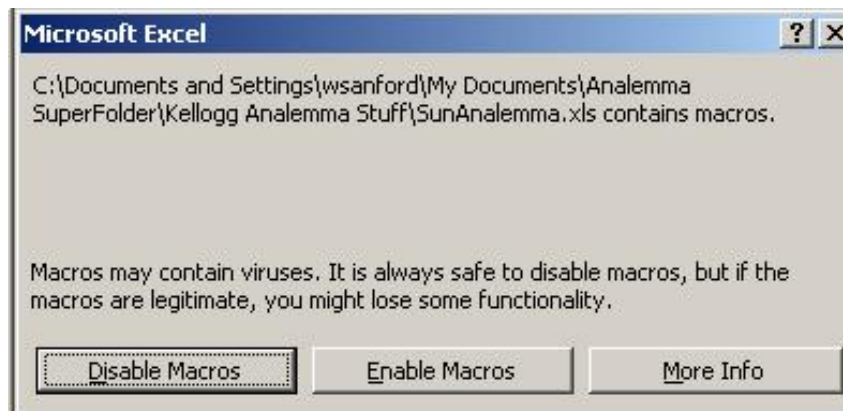 Microsoft Excel
C:\Documents and Settings\wsanford\My Documents\Analemma
SuperFolder\Kellogg Analemma Stuff\SunAnalemma.xls contains macros.
Macros may contain viruses. It is always safe to disable macros, but if the
macros are legitimate, you might lose some functionality.
Disable Macros Enable Macros More Info